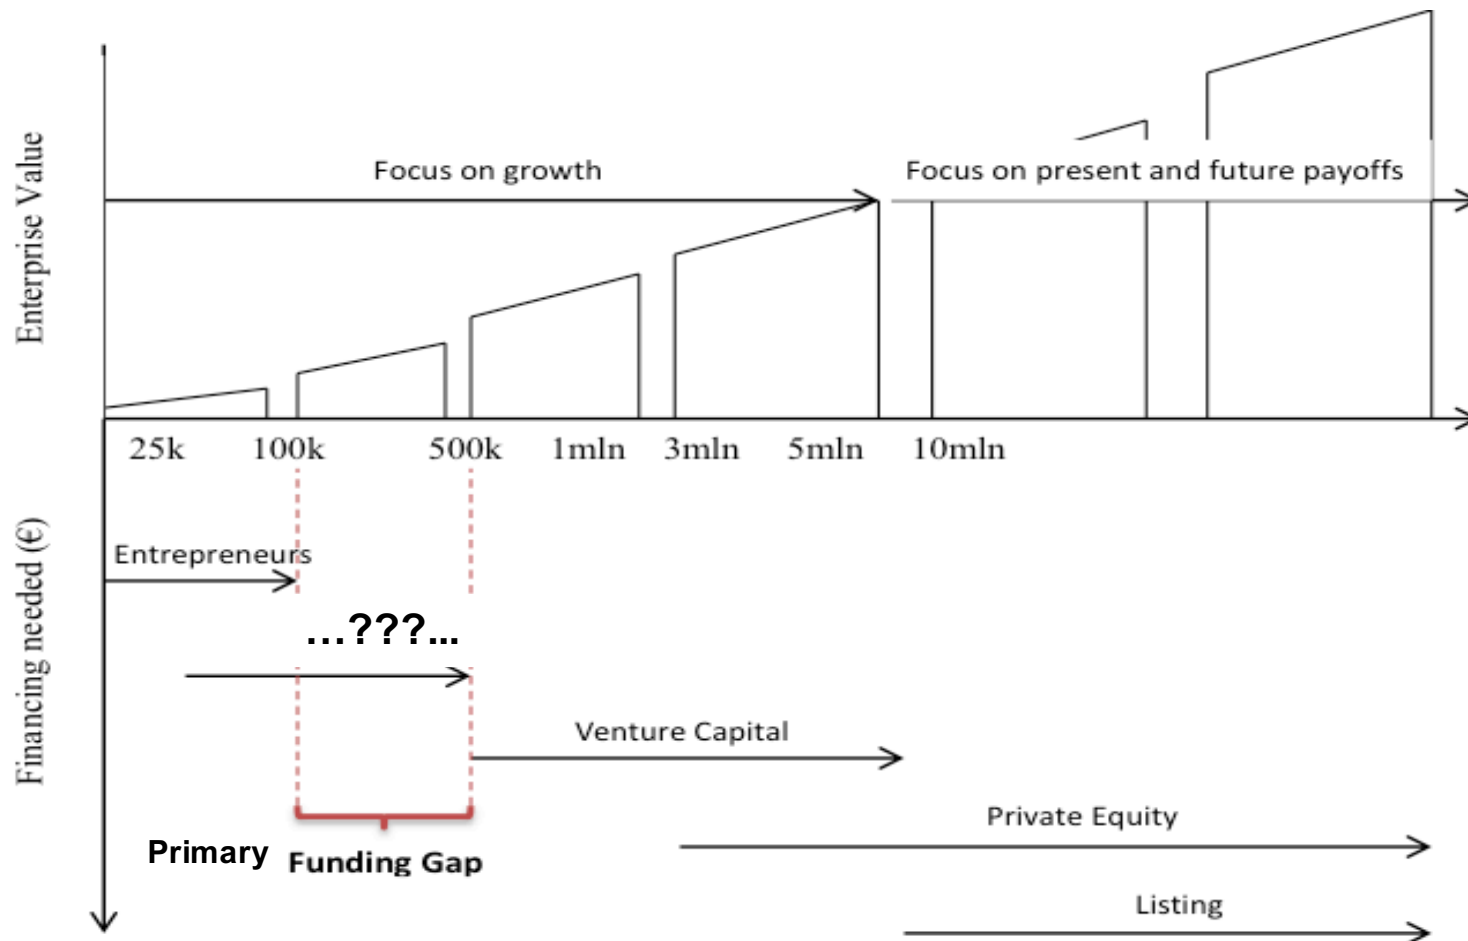 Enterprise Value
Focus on growth
Focus on present and future payoffs
25k 100k 500k 1mln 3mln 5mln 10mln
Financing needed (€)
Entrepreneurs
...???...
Venture Capital
Private Equity
Primary Funding Gap
Listing